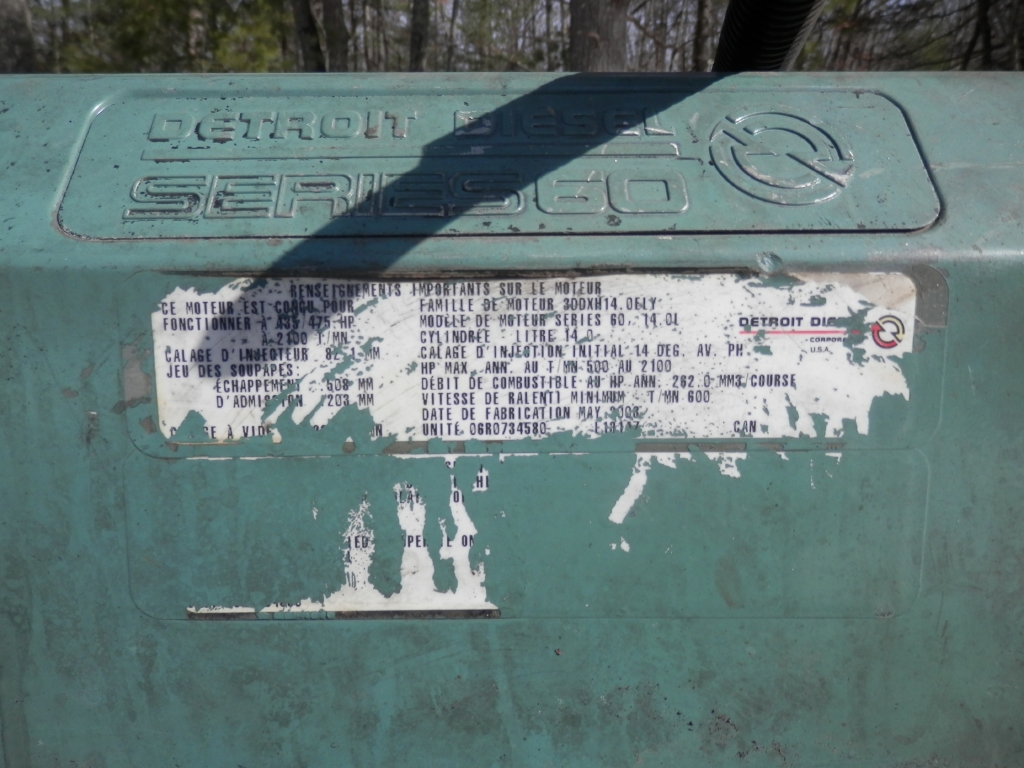 DETROIT DIESEL
SERIES 60
RENSEIGNEMENTS IMPORTANTS SUR LE MOTEUR
CE MOTEUR EST CONÇU POUR
FONCTIONNER A 435/475 HP
A 2100 T/MN
CALAGE D'INJECTEUR MM
JEU DES SOUPAPES:
ÉCHAPPEMENT .508 MM
D'ADMISSION .203 MM
À VIDE
FAMILLE DE MOTEUR 3DDXH14.0ELY
MODÈLE DE MOTEUR SERIES 60, 14.0L
CYLINDRÉE LITRE 14.0
CALAGE D'INJECTION INITIAL 14 DEG. AV. PH
HP MAX. ANN. AU T/MN 500 AU 2100
DÉBIT DE COMBUSTIBLE AU HP ANN. 262.0 MM3/COURSE
VITESSE DE RALENTI MINIMUM T/MN 600
DATE DE FABRICATION MAY 2003
UNITÉ 06R0734580 CAN
DETROIT
U.S.A.